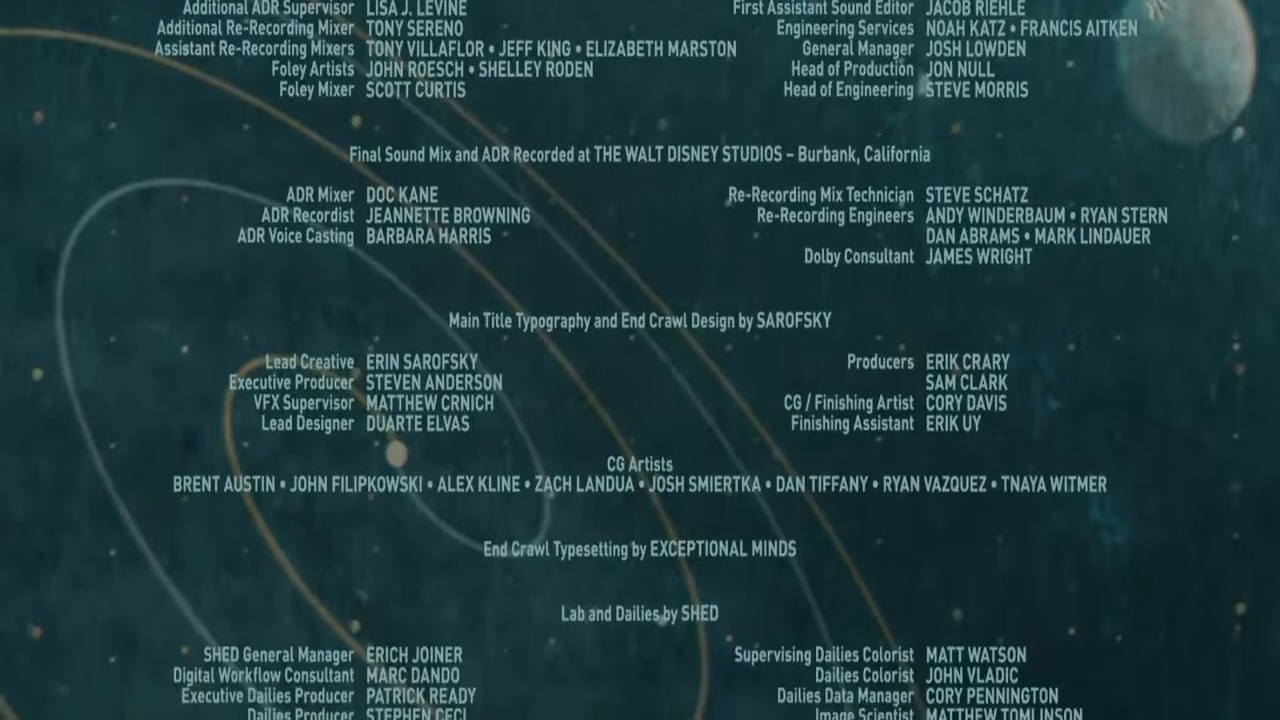 Additional ADR Supervisor LISA J. LEVINE
Additional Re-Recording Mixer TONY SERENO
Assistant Re-Recording Mixers TONY VILLAFLOR • JEFF KING • ELIZABETH MARSTON
Foley Artists JOHN ROESCH • SHELLEY RODEN
Foley Mixer SCOTT CURTIS
First Assistant Sound Editor JACOB RIEHLE
Engineering Services NOAH KATZ • FRANCIS AITKEN
General Manager JOSH LOWDEN
Head of Production JON NULL
Head of Engineering STEVE MORRIS
Final Sound Mix and ADR Recorded at THE WALT DISNEY STUDIOS – Burbank, California
ADR Mixer DOC KANE
ADR Recordist JEANNETTE BROWNING
ADR Voice Casting BARBARA HARRIS
Re-Recording Mix Technician STEVE SCHATZ
Re-Recording Engineers ANDY WINDERBAUM • RYAN STERN
DAN ABRAMS • MARK LINDAUER
Dolby Consultant JAMES WRIGHT
Main Title Typography and End Crawl Design by SAROFSKY
Lead Creative ERIN SAROFSKY
Executive Producer STEVEN ANDERSON
VFX Supervisor MATTHEW CRNICH
Lead Designer DUARTE ELVAS
Producers ERIK CRARY
SAM CLARK
CG / Finishing Artist CORY DAVIS
Finishing Assistant ERIK UY
CG Artists
BRENT AUSTIN • JOHN FILIPKOWSKI • ALEX KLINE • ZACH LANDUA • JOSH SMIERTKA • DAN TIFFANY • RYAN VAZQUEZ • TNAYA WITMER
End Crawl Typesetting by EXCEPTIONAL MINDS
Lab and Dailies by SHED
SHED General Manager ERICH JOINER
Digital Workflow Consultant MARC DANDO
Executive Dailies Producer PATRICK READY
Dailies Producer STEPHEN CECI
Supervising Dailies Colorist MATT WATSON
Dailies Colorist JOHN VLADIC
Dailies Data Manager CORY PENNINGTON
Image Scientist MATTHEW TOMLINSON